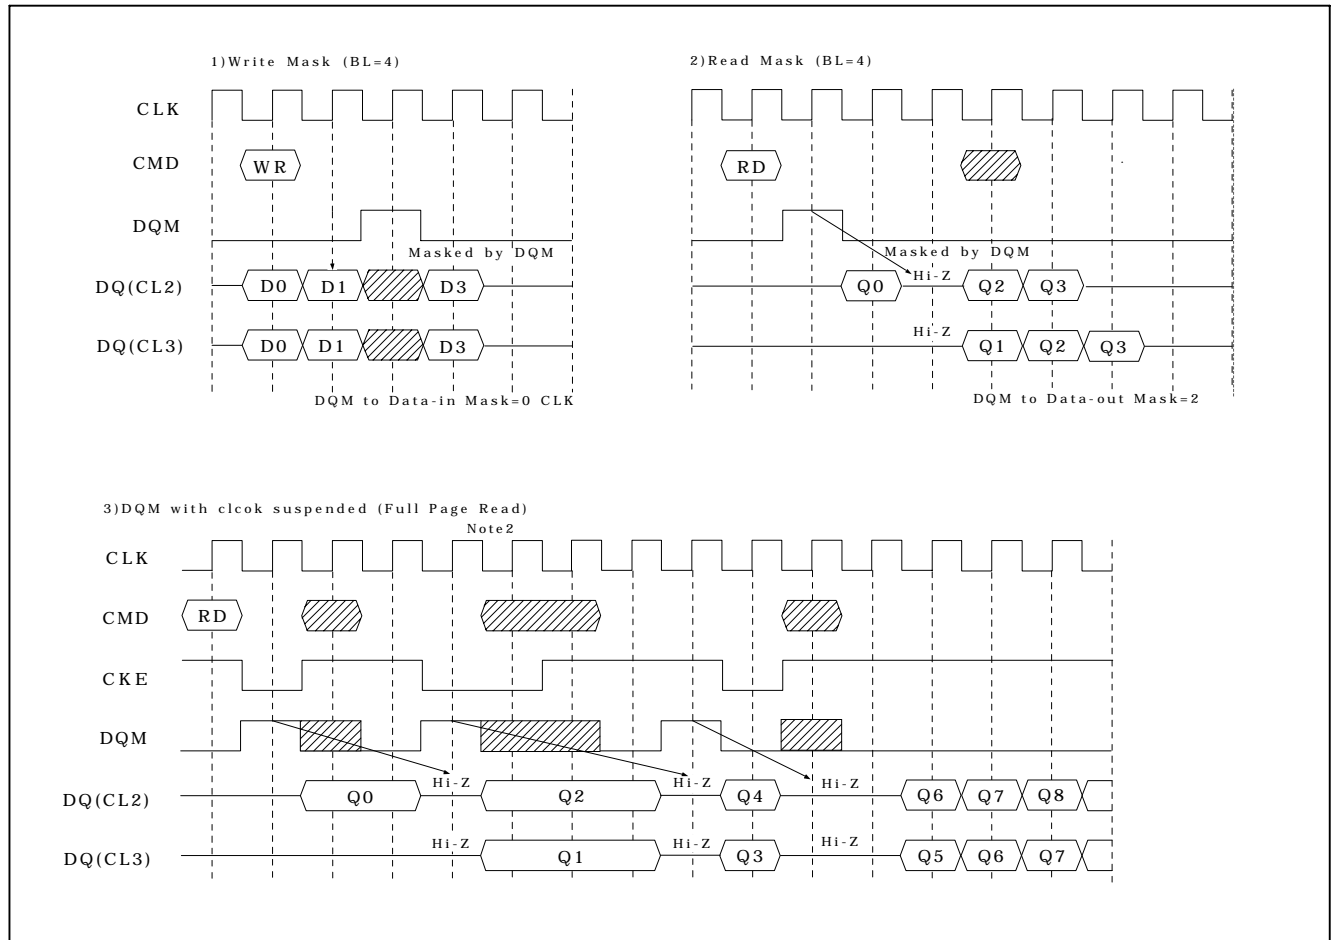 1)Write Mask (BL=4)
2)Read Mask (BL=4)
CLK
CMD WR RD
DQM
Masked by DQM Masked by DQM
DQ(CL2) D0 D1 D3 Q0 Hi-Z Q2 Q3
DQ(CL3) D0 D1 D3 Hi-Z Q1 Q2 Q3
DQM to Data-in Mask=0 CLK DQM to Data-out Mask=2
3)DQM with clcok suspended (Full Page Read)
Note2
CLK
CMD RD
CKE
DQM
DQ(CL2) Q0 Hi-Z Q2 Hi-Z Q4 Hi-Z Q6 Q7 Q8
DQ(CL3) Hi-Z Q1 Hi-Z Q3 Hi-Z Q5 Q6 Q7